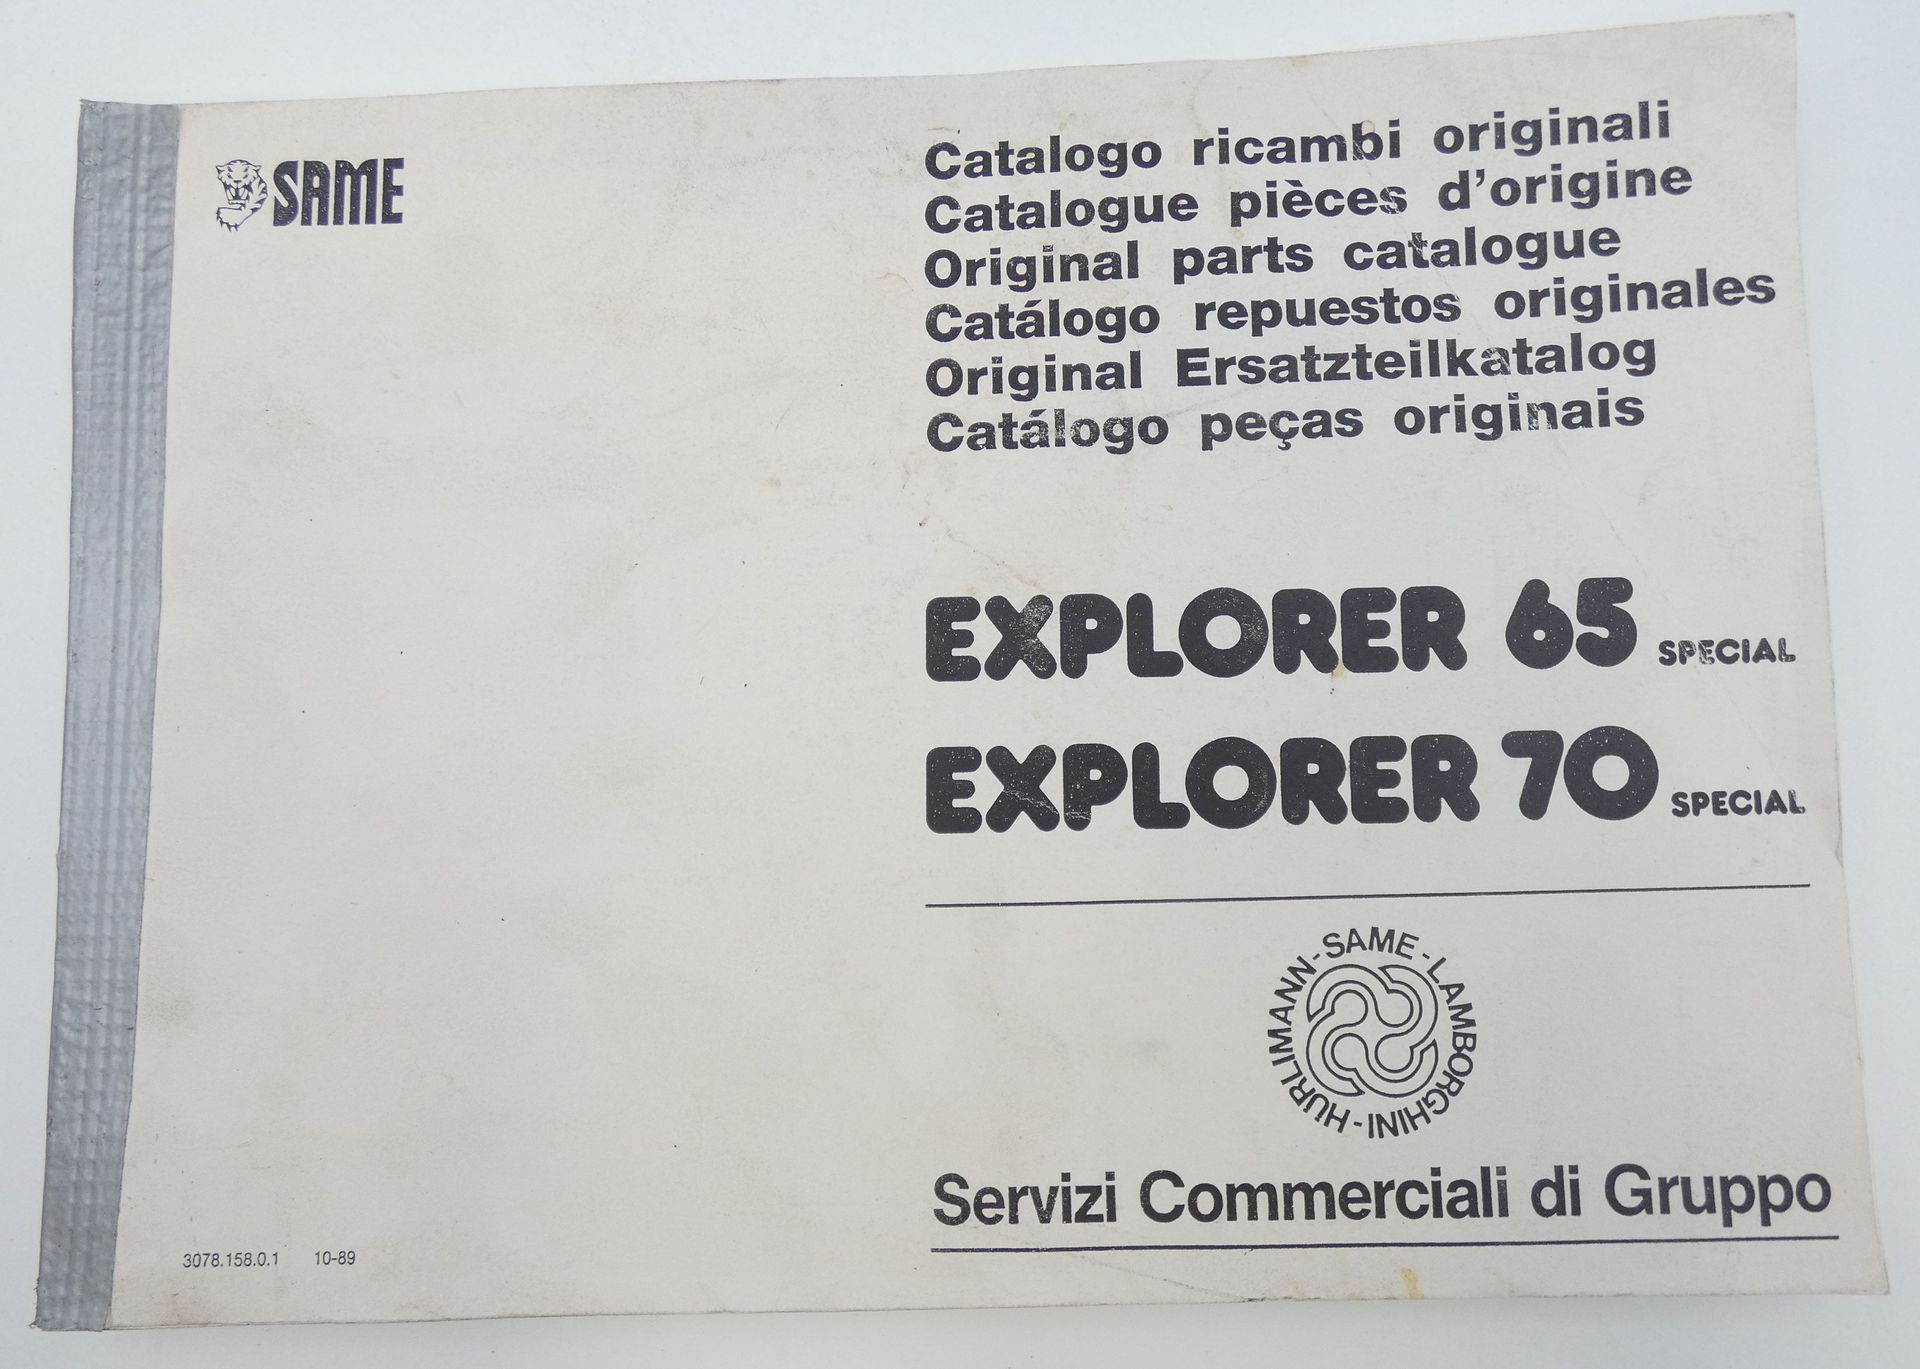 SAME
Catalogo ricambi originali
Catalogue pièces d'origine
Original parts catalogue
Catálogo repuestos originales
Original Ersatzteilkatalog
Catálogo peças originais
EXPLORER 65 SPECIAL
EXPLORER 70 SPECIAL
HÜRLIMANN-SAME-LAMBORGHINI-
Servizi Commerciali di Gruppo
3078.158.0.1 10-89